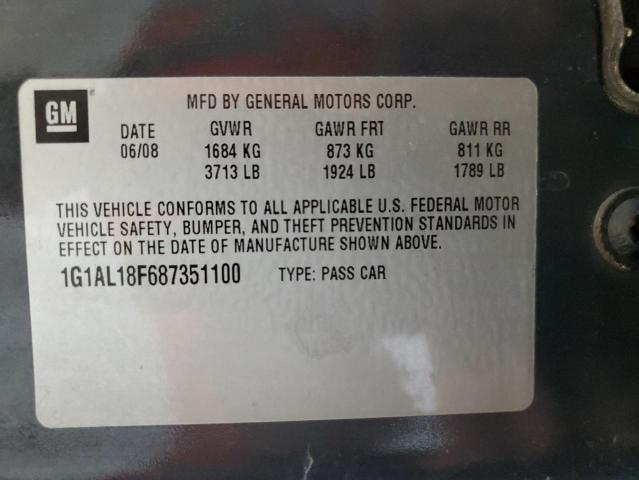 GM
MFD BY GENERAL MOTORS CORP.
DATE GVWR GAWR FRT GAWR RR
06/08 1684 KG 873 KG 811 KG
3713 LB 1924 LB 1789 LB
THIS VEHICLE CONFORMS TO ALL APPLICABLE U.S. FEDERAL MOTOR
VEHICLE SAFETY, BUMPER, AND THEFT PREVENTION STANDARDS IN
EFFECT ON THE DATE OF MANUFACTURE SHOWN ABOVE.
1G1AL18F687351100 TYPE: PASS CAR